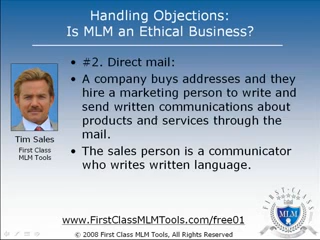 Handling Objections:
Is MLM an Ethical Business?
• #2. Direct mail:
• A company buys addresses and they
hire a marketing person to write and
send written communications about
products and services through the
mail.
• The sales person is a communicator
who writes written language.
Tim Sales
First Class
MLM Tools
FIRST-CLASS
MLM
www.FirstClassMLMTools.com/free01
© 2008 First Class MLM Tools, All Rights Reserved